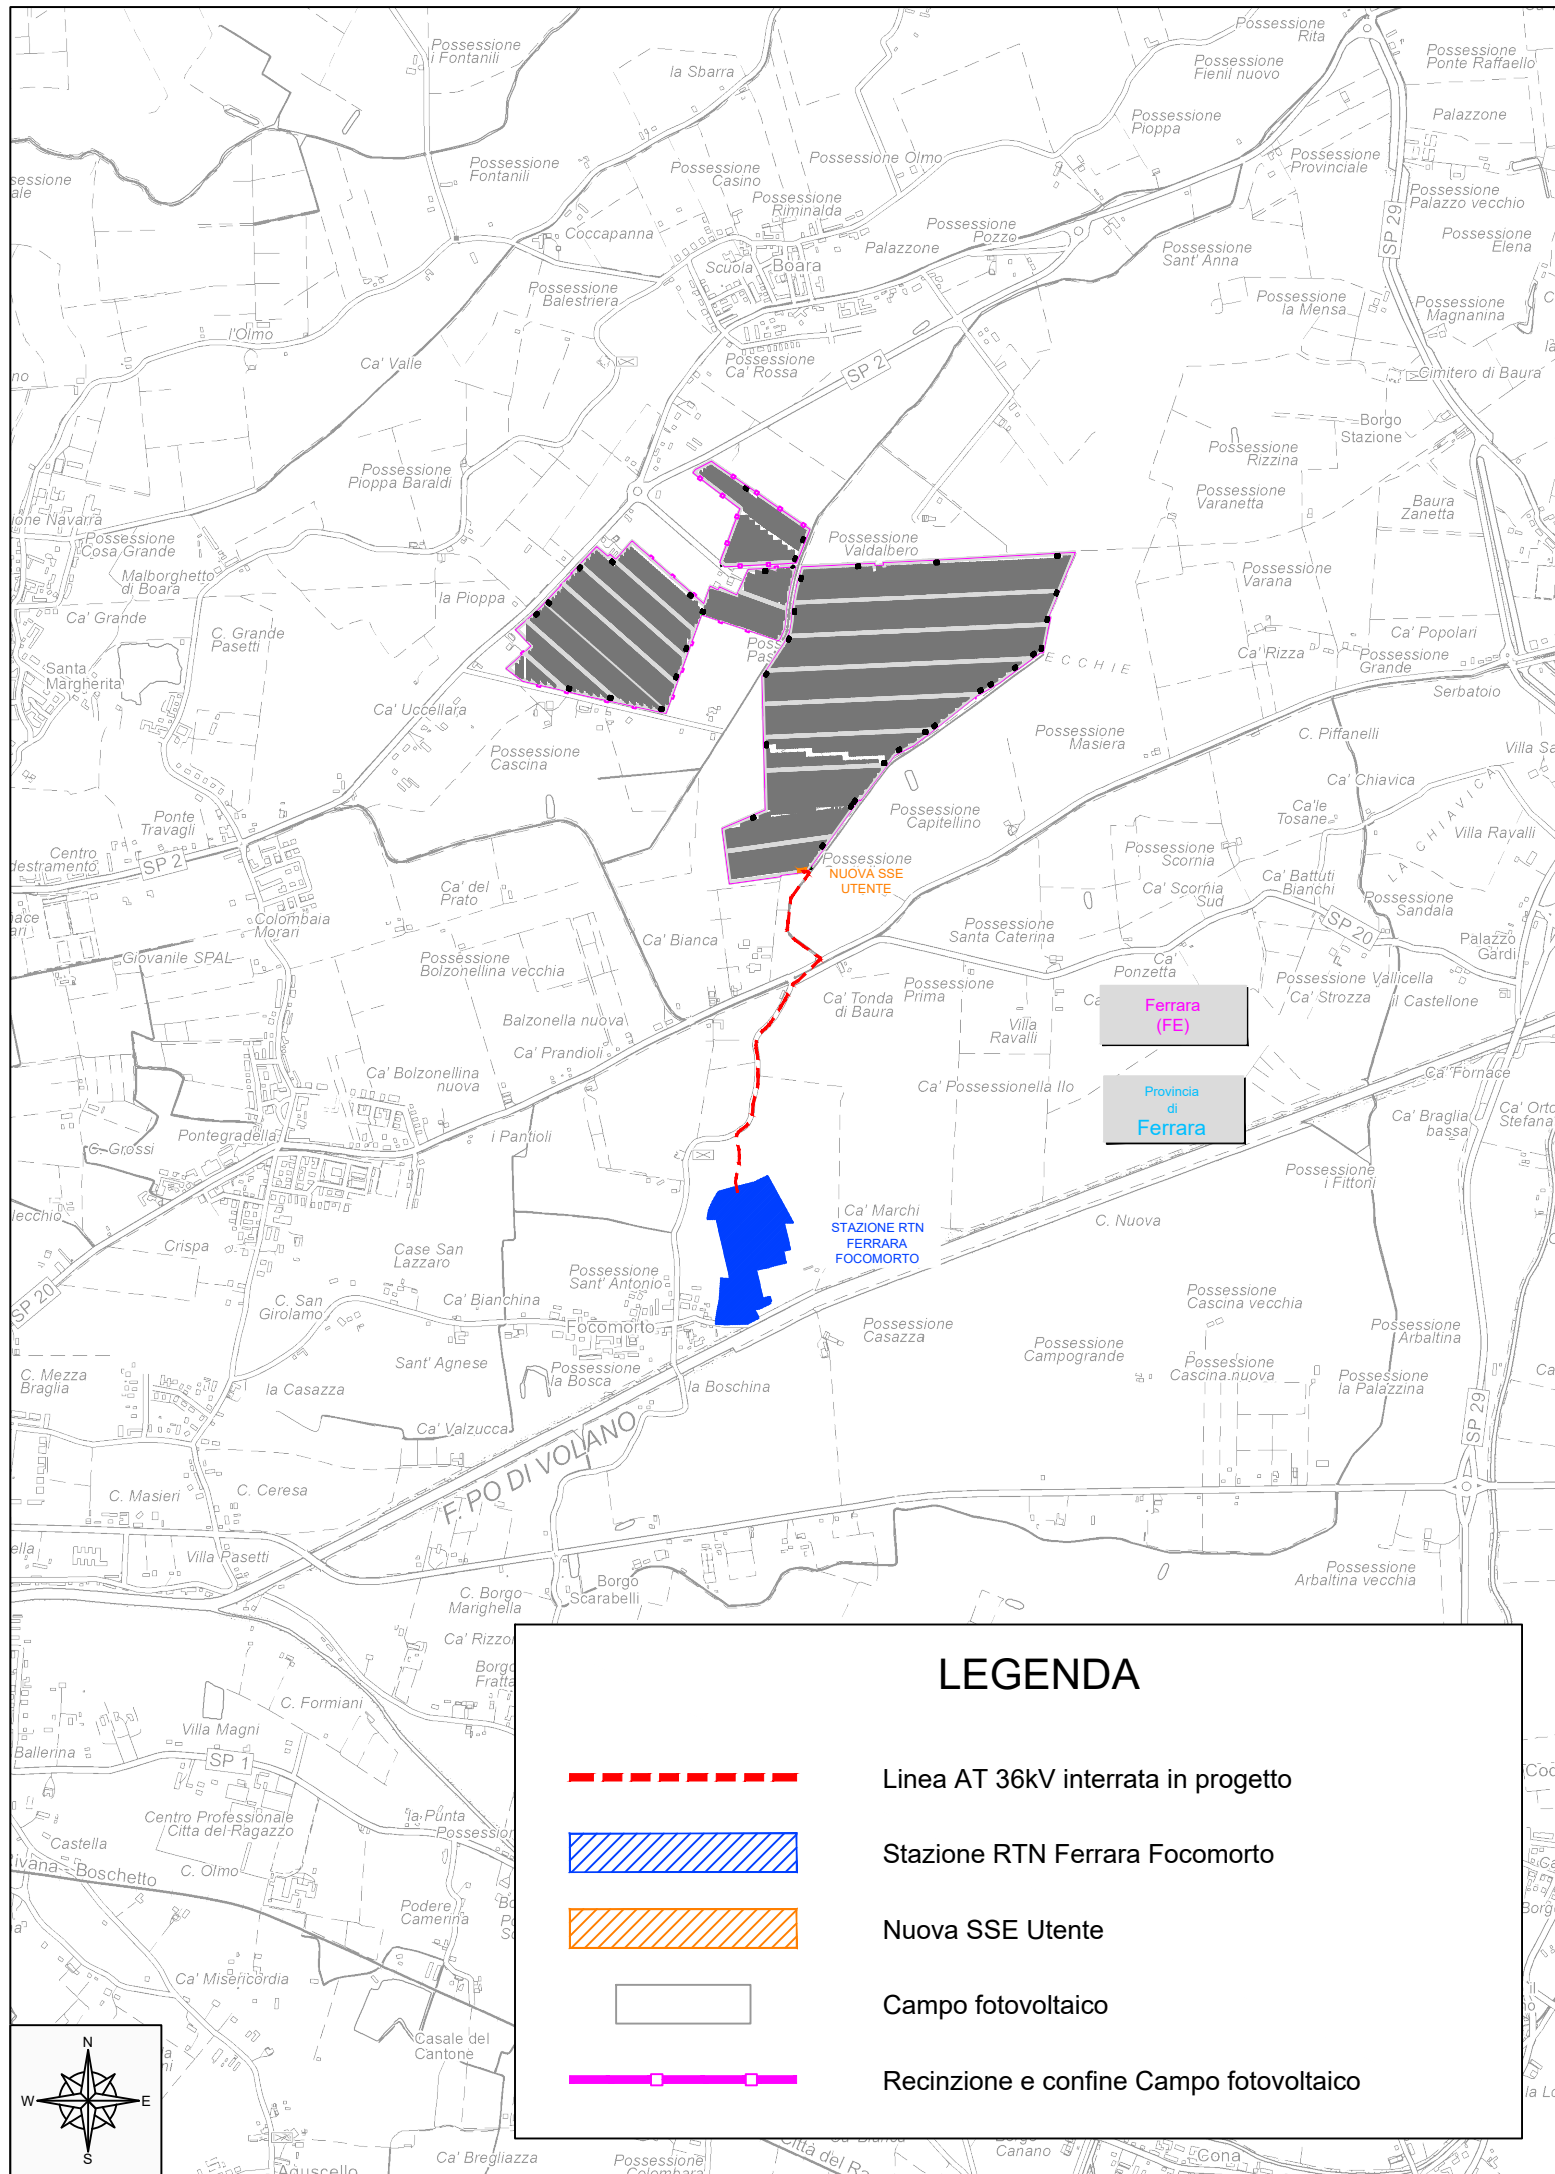 Possessione
i Fontanili
la Sbarra
Possessione
Rita
Possessione
Fienil nuovo
Possessione
Ponte Raffaello
Palazzone
Possessione
Pioppa
Possessione
Provinciale
Possessione
Fontanili
Possessione
Casino
Possessione Olmo
Possessione
Riminalda
Possessione
Palazzo vecchio
SP 29
Possessione
Elena
Coccapanna
Scuola
Boara
Palazzone
Possessione
Pozzo
Possessione
Sant' Anna
Possessione
Balestriera
Possessione
la Mensa
Possessione
Magnanina
l'Olmo
Ca' Valle
Possessione
Ca' Rossa
SP 2
Cimitero di Baura
Borgo
Stazione
Possessione
Rizzina
Possessione
Pioppa Baraldi
Possessione
Varanetta
Baura
Zanetta
ione Navarra
Possessione
Cosa Grande
Malborghetto
di Boara
Possessione
Valdalbero
Possessione
Varana
la Pioppa
Ca' Grande
C. Grande
Pasetti
Ca' Popolari
Ca' Rizza
Possessione
Grande
ECCHIE
Santa
Margherita
Serbatoio
Ca' Uccellara
Possessione
Cascina
Possessione
Masiera
C. Piffanelli
Ca' Chiavica
Ca'le
Tosane
LA CHIAVICA
Villa Ravalli
Ponte
Travagli
Possessione
Capitellino
Possessione
Scornia
Centro
destramento
SP 2
Possessione
NUOVA SSE
UTENTE
Ca' del
Prato
Ca' Scornia
Sud
Ca' Battuti
Bianchi
Possessione
Sandala
Colombaia
Morari
Ca' Bianca
Possessione
Santa Caterina
SP 20
Palazzo
Gardi
Giovanile SPAL
Possessione
Bolzonellina vecchia
Ca'
Ponzetta
Possessione Vallicella
Ca' Strozza
il Castellone
Ca' Tonda
di Baura
Possessione
Prima
Villa
Ravalli
Ferrara
(FE)
Balzonella nuova
Ca' Prandioli
Ca' Bolzonellina
nuova
Ca' Possessionella Ilo
Ca' Fornace
Provincia
di
Ferrara
Ca' Braglia
bassa
Ca' Orto
Stefana
Pontegradella
i Pantioli
C. Grossi
Possessione
i Fittoni
Ca' Marchi
C. Nuova
STAZIONE RTN
FERRARA
FOCOMORTO
Crispa
Case San
Lazzaro
Possessione
Sant' Antonio
SP 20
C. San
Girolamo
Ca' Bianchina
Focomorto
Possessione
Cascina vecchia
Possessione
Casazza
Possessione
Arbaltina
Sant' Agnese
Possessione
la Bosca
Possessione
Campogrande
Possessione
Cascina nuova
Possessione
la Palazzina
C. Mezza
Braglia
la Casazza
la Boschina
Ca' Valzucca
F. PO DI VOLANO
SP 29
C. Masieri
C. Ceresa
Villa Pasetti
Possessione
Arbaltina vecchia
Borgo
Scarabelli
C. Borgo
Marighella
C. Formiani
Villa Magni
Ballerina
SP 1
Centro Professionale
Citta del Ragazzo
la Punta
Castella
C. Olmo
Podere
Camerina
Ca' Misericordia
Casale del
Cantone
Ca' Bregliazza
Possessione
Colombara
Aguscello
Cona
N
W
E
S
LEGENDA
Linea AT 36kV interrata in progetto
Stazione RTN Ferrara Focomorto
Nuova SSE Utente
Campo fotovoltaico
Recinzione e confine Campo fotovoltaico